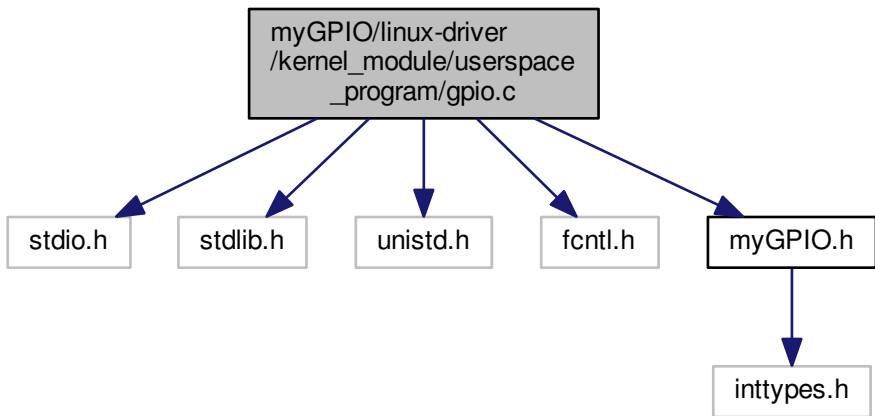 myGPIO/linux-driver
/kernel_module/userspace
_program/gpio.c
stdio.h
stdlib.h
unistd.h
fcntl.h
myGPIO.h
inttypes.h